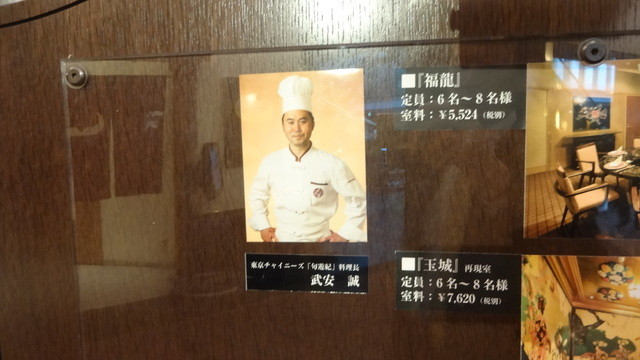 東京チャイニーズ「旬遊紀」料理長
武安　誠
■『福龍』
定員：6名～8名様
室料：￥5,524（税別）
■『玉城』再現室
定員：6名～8名様
室料：￥7,620（税別）